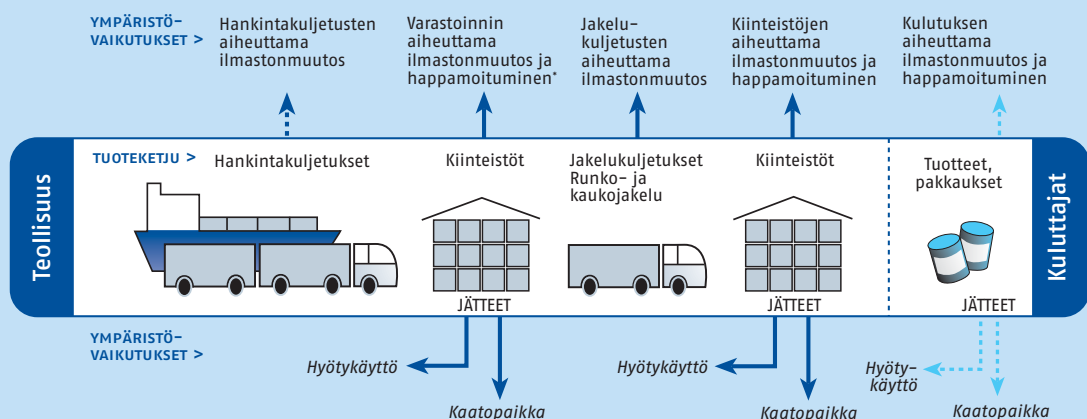 YMPÄRISTÖ-
VAIKUTUKSET >
Hankintakuljetusten
aiheuttama
ilmastonmuutos
Varastoinnin
aiheuttama
ilmastonmuutos ja
happamoituminen*
Jakelu-
kuljetusten
aiheuttama
ilmastonmuutos
Kiinteistöjen
aiheuttama
ilmastonmuutos ja
happamoituminen
Kulutuksen
aiheuttama
ilmastonmuutos ja
happamoituminen
Teollisuus
TUOTEKETJU >
Hankintakuljetukset
Kiinteistöt
Jakelukuljetukset
Runko- ja
kaukojakelu
Kiinteistöt
Tuotteet,
pakkaukset
Kuluttajat
JÄTTEET
JÄTTEET
JÄTTEET
YMPÄRISTÖ-
VAIKUTUKSET >
Hyötykäyttö
Kaatopaikka
Hyötykäyttö
Kaatopaikka
Hyöty-
käyttö
Kaatopaikka